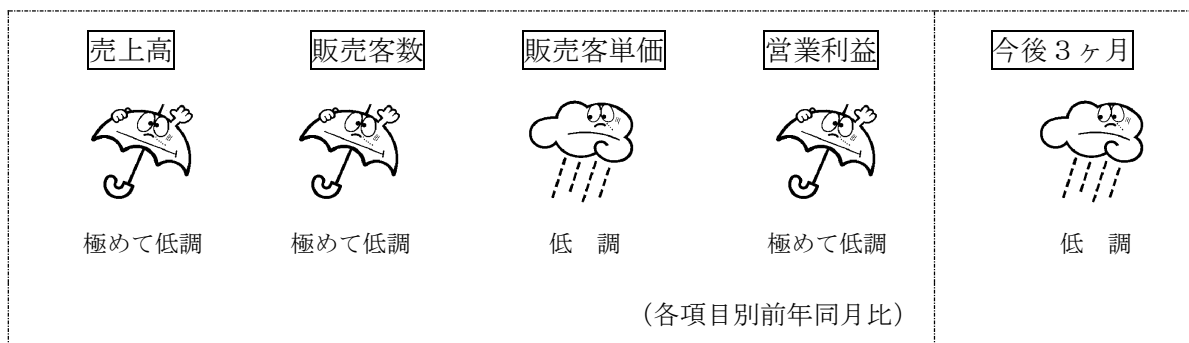 売上高 販売客数 販売客単価 営業利益 今後３ヶ月
極めて低調 極めて低調 低　調 極めて低調 低　調
（各項目別前年同月比）